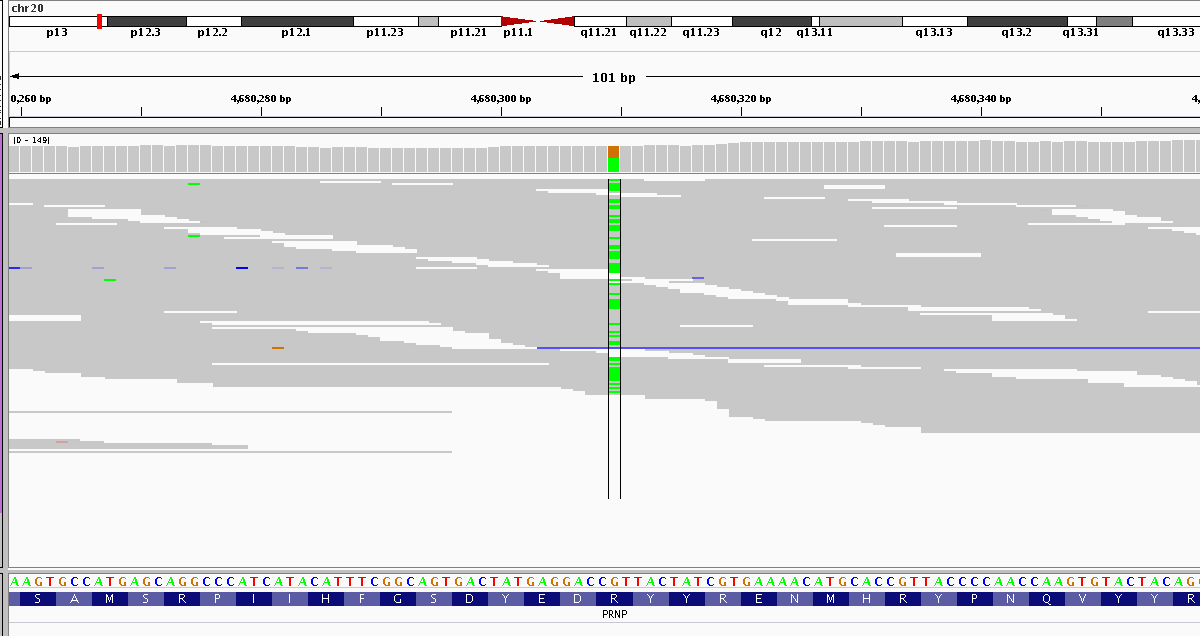 chr20
p13 p12.3 p12.2 p12.1 p11.23 p11.21 p11.1 q11.21 q11.22 q11.23 q12 q13.11 q13.13 q13.2 q13.31 q13.33
101 bp
0,260 bp 4,680,280 bp 4,680,300 bp 4,680,320 bp 4,680,340 bp 4,
[0 - 149]
AAGTGCCATGAGCAGGCCCATCATACATTTCGGCAGTGACTATGAGGACCGTTACTATCGTGAAAACATGCACCGTTACCCCAACCAAGTGTACTACAG
S A M S R P I I H F G S D Y E D R Y Y R E N M H R Y P N Q V Y Y R
PRNP